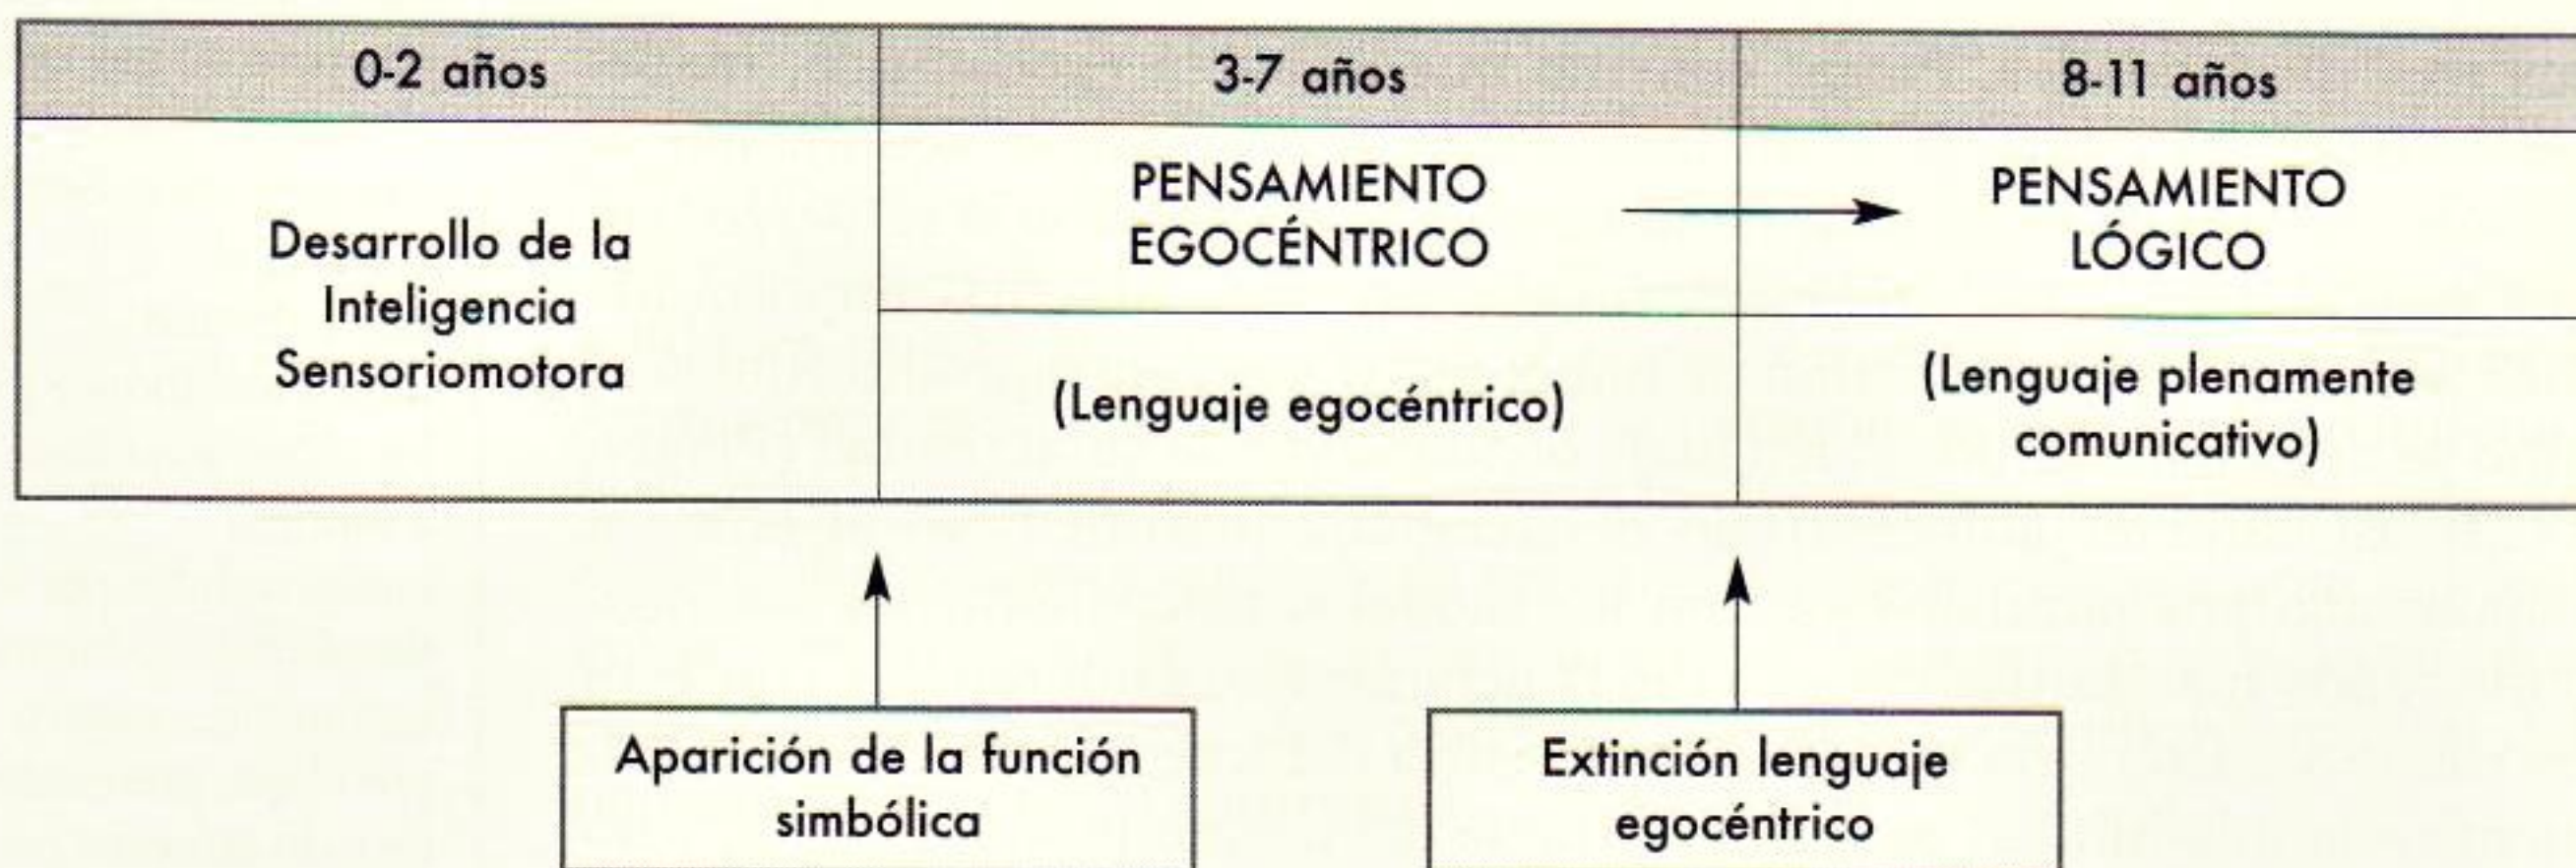 0-2 años
3-7 años
8-11 años
Desarrollo de la
Inteligencia
Sensoriomotora
PENSAMIENTO
EGOCÉNTRICO
PENSAMIENTO
LÓGICO
(Lenguaje egocéntrico)
(Lenguaje plenamente
comunicativo)
Aparición de la función
simbólica
Extinción lenguaje
egocéntrico